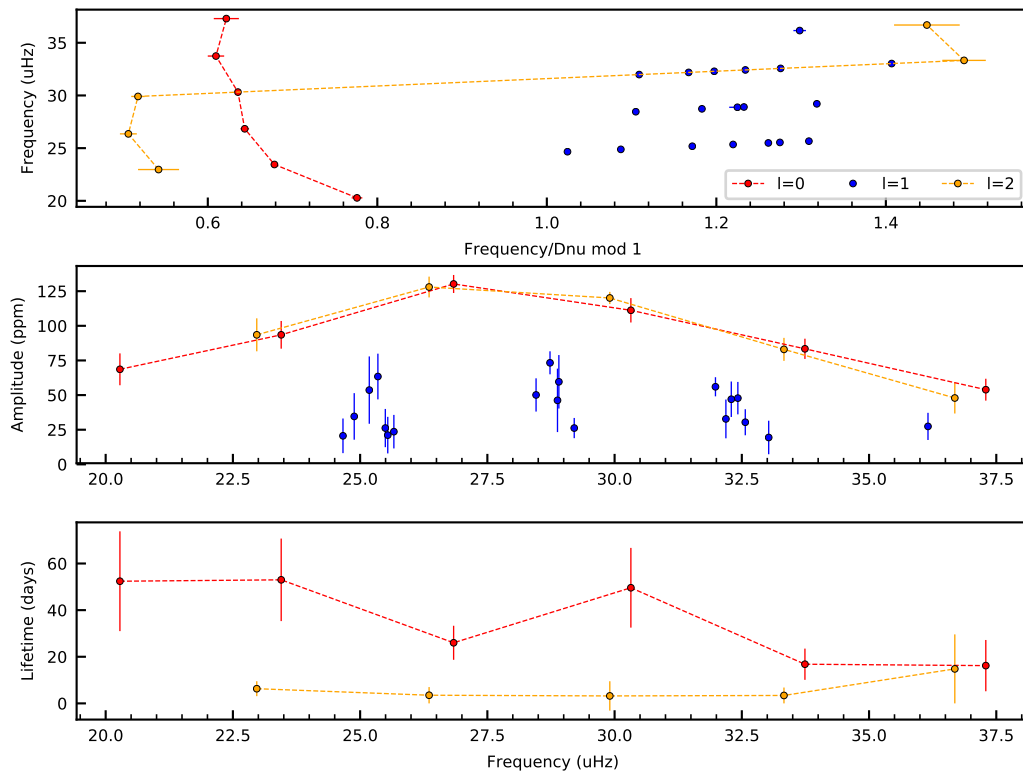 Frequency (uHz)
35
30
25
20
0.6 0.8 1.0 1.2 1.4
l=0 l=1 l=2
Frequency/Dnu mod 1
Amplitude (ppm)
125
100
75
50
25
0
20.0 22.5 25.0 27.5 30.0 32.5 35.0 37.5
Lifetime (days)
60
40
20
0
20.0 22.5 25.0 27.5 30.0 32.5 35.0 37.5
Frequency (uHz)